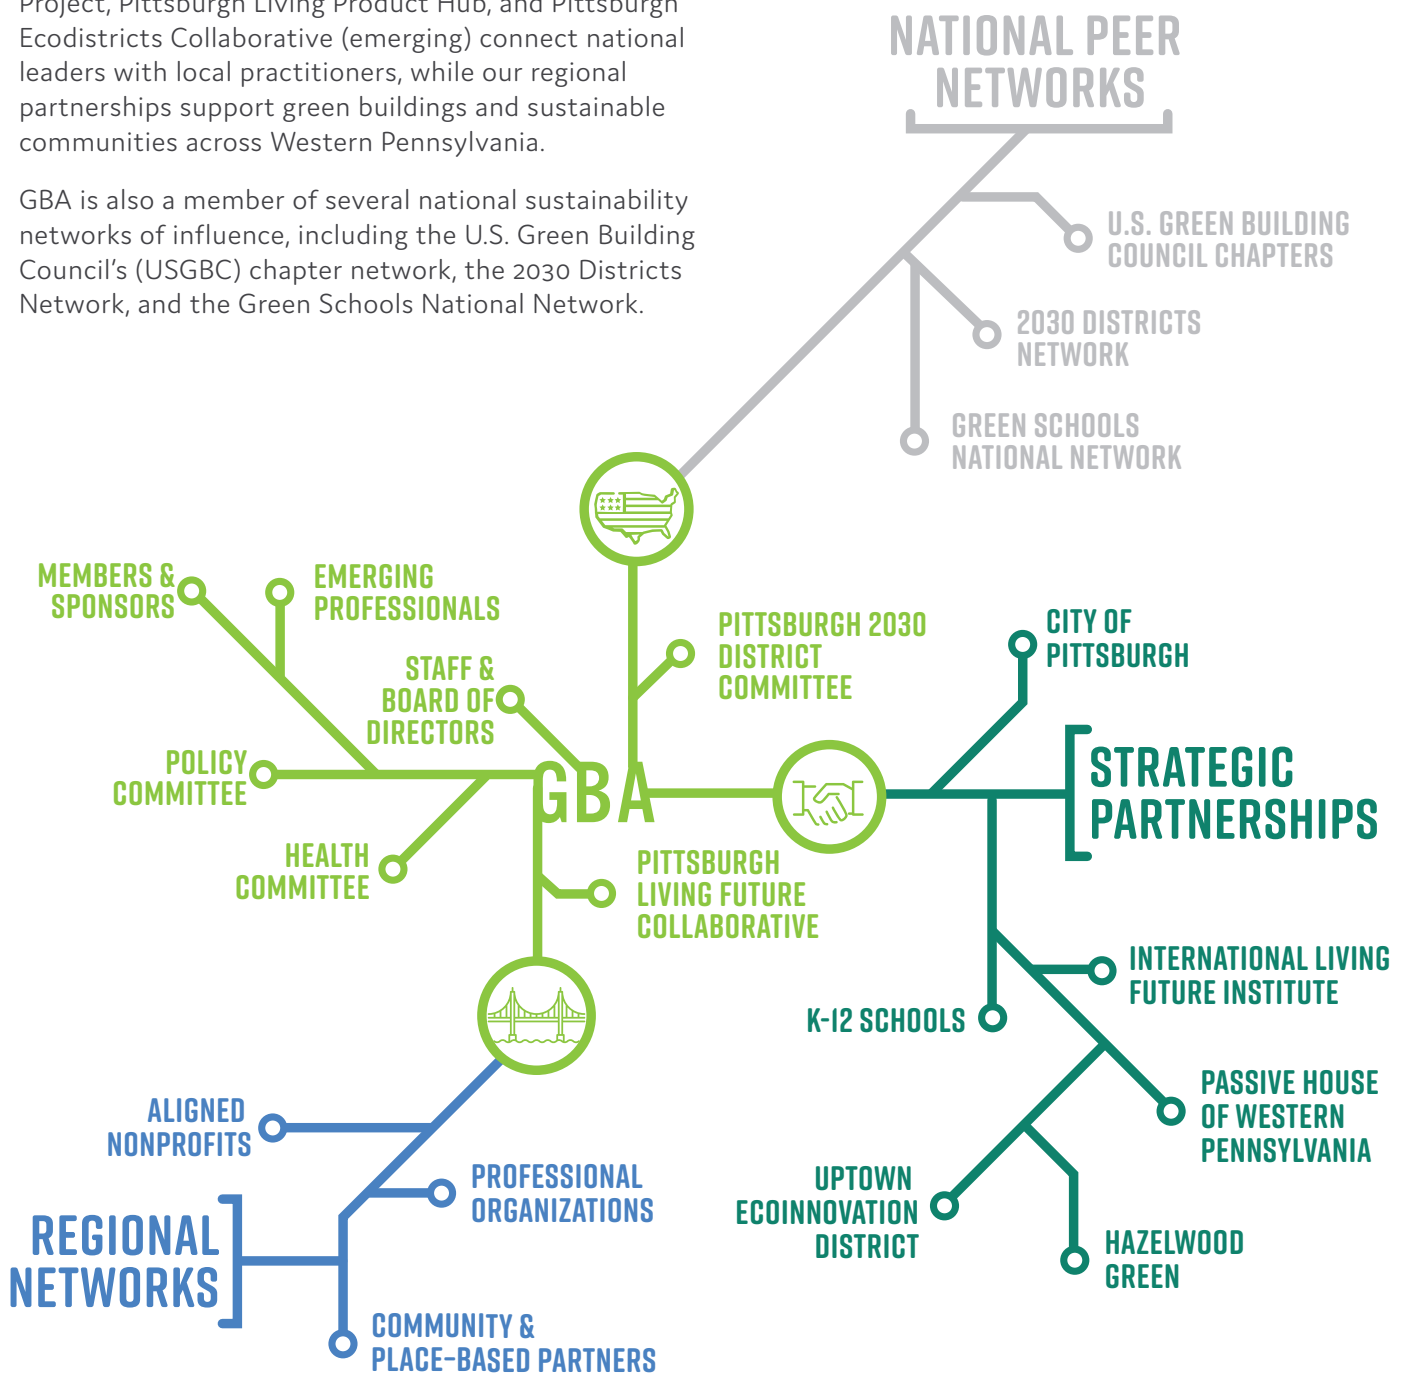 Project, Pittsburgh Living Product Hub, and Pittsburgh
Ecodistricts Collaborative (emerging) connect national
leaders with local practitioners, while our regional
partnerships support green buildings and sustainable
communities across Western Pennsylvania.
GBA is also a member of several national sustainability
networks of influence, including the U.S. Green Building
Council's (USGBC) chapter network, the 2030 Districts
Network, and the Green Schools National Network.
NATIONAL PEER
NETWORKS
U.S. GREEN BUILDING
COUNCIL CHAPTERS
2030 DISTRICTS
NETWORK
GREEN SCHOOLS
NATIONAL NETWORK
MEMBERS &
SPONSORS
EMERGING
PROFESSIONALS
STAFF &
BOARD OF
DIRECTORS
PITTSBURGH 2030
DISTRICT
COMMITTEE
CITY OF
PITTSBURGH
POLICY
COMMITTEE
GBA
STRATEGIC
PARTNERSHIPS
HEALTH
COMMITTEE
PITTSBURGH
LIVING FUTURE
COLLABORATIVE
INTERNATIONAL LIVING
FUTURE INSTITUTE
K-12 SCHOOLS
PASSIVE HOUSE
OF WESTERN
PENNSYLVANIA
ALIGNED
NONPROFITS
PROFESSIONAL
ORGANIZATIONS
UPTOWN
ECOINNOVATION
DISTRICT
HAZELWOOD
GREEN
REGIONAL
NETWORKS
COMMUNITY &
PLACE-BASED PARTNERS